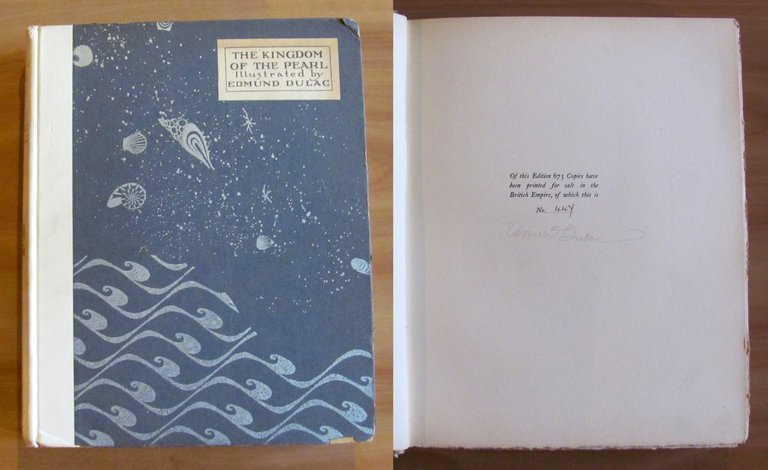 THE KINGDOM
OF THE PEARL
Illustrated by
EDMUND DULAC
Of this Edition 675 Copies have
been printed for sale in the
British Empire, of which this is
No. 447
Edmund Dulac